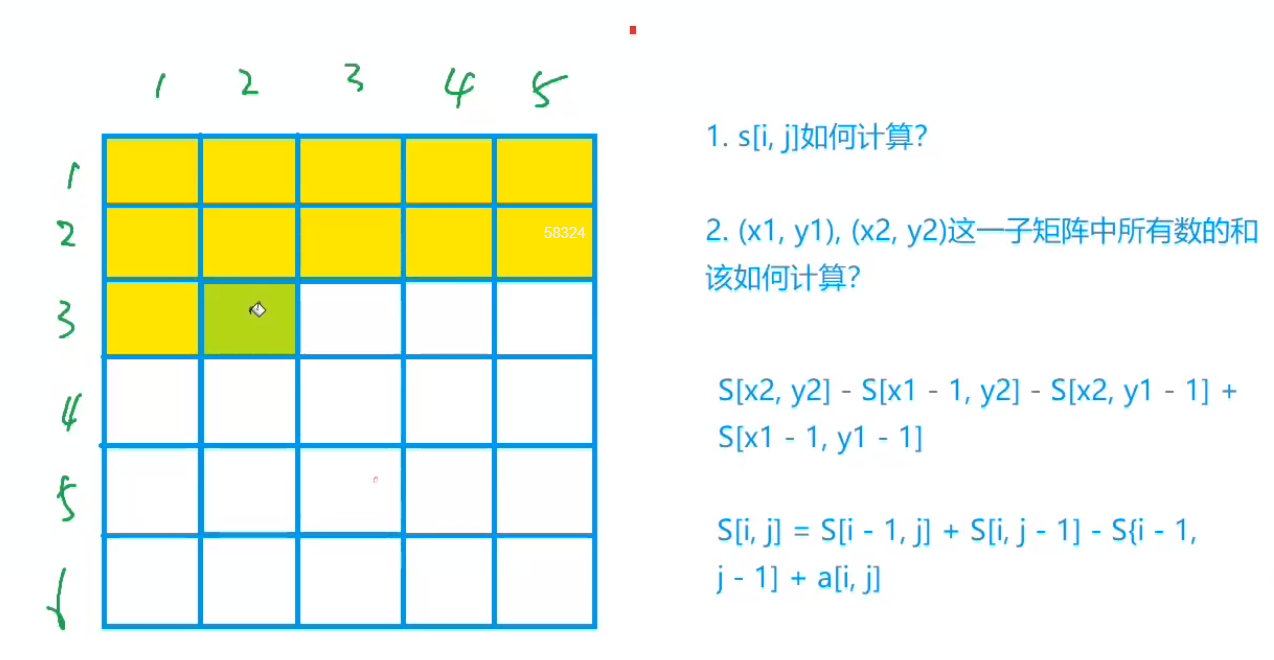 1 2 3 4 5
1
2
58324
3
4
5
6
1. s[i, j]如何计算?
2. (x1, y1), (x2, y2)这一子矩阵中所有数的和
该如何计算?
S[x2, y2] - S[x1 - 1, y2] - S[x2, y1 - 1] +
S[x1 - 1, y1 - 1]
S[i, j] = S[i - 1, j] + S[i, j - 1] - S{i - 1,
j - 1] + a[i, j]